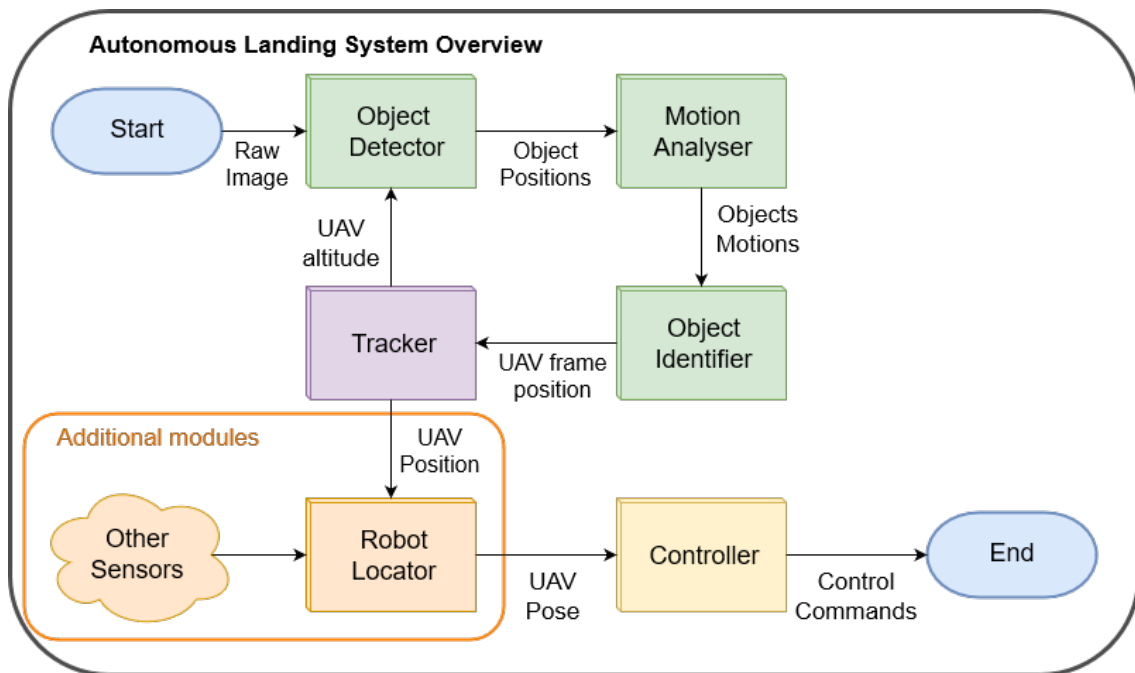 Autonomous Landing System Overview
Start
Raw
Image
Object
Detector
Object
Positions
Motion
Analyser
UAV
altitude
Objects
Motions
Tracker
UAV frame
position
Object
Identifier
Additional modules
UAV
Position
Other
Sensors
Robot
Locator
UAV
Pose
Controller
Control
Commands
End